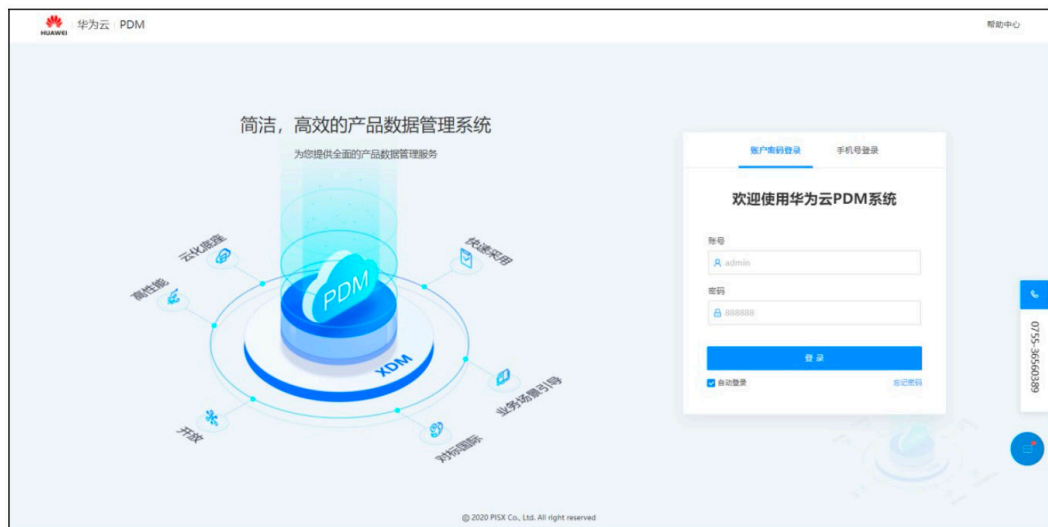 HUAWEI 华为云 PDM
帮助中心
简洁，高效的产品数据管理系统
为您提供全面的产品数据管理服务
云化底座
快速采用
高性能
PDM
XDM
业务场景引导
开放
对标国际
账户密码登录 手机号登录
欢迎使用华为云PDM系统
账号
admin
密码
888888
登 录
自动登录 忘记密码
0755-36560389
© 2020 PISX Co., Ltd. All right reserved